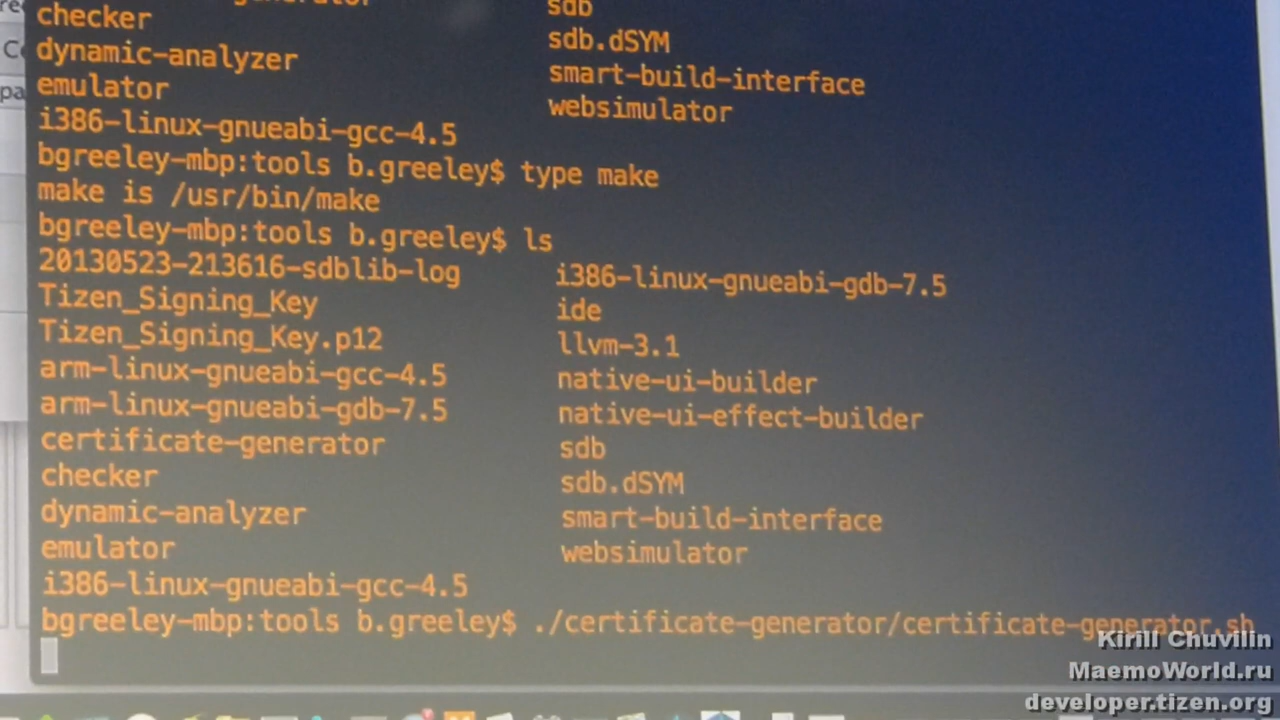 checker
sdb
dynamic-analyzer
sdb.dSYM
emulator
smart-build-interface
i386-linux-gnueabi-gcc-4.5
websimulator
bgreeley-mbp:tools b.greeley$ type make
make is /usr/bin/make
bgreeley-mbp:tools b.greeley$ ls
20130523-213616-sdblib-log i386-linux-gnueabi-gdb-7.5
Tizen_Signing_Key ide
Tizen_Signing_Key.p12 llvm-3.1
arm-linux-gnueabi-gcc-4.5 native-ui-builder
arm-linux-gnueabi-gdb-7.5 native-ui-effect-builder
certificate-generator sdb
checker sdb.dSYM
dynamic-analyzer smart-build-interface
emulator websimulator
i386-linux-gnueabi-gcc-4.5
bgreeley-mbp:tools b.greeley$ ./certificate-generator/certificate-generator.sh
Kirill Chuvilin
MaemoWorld.ru
developer.tizen.org